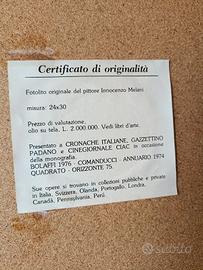 Certificato di originalità
Fotolito originale del pittore Innocenzo Melani
misura: 24x30
Prezzo di valutazione.
olio su tela, L. 2.000.000. Vedi libri d'arte.
Presentato a CRONACHE ITALIANE, GAZZETTINO
PADANO e CINEGIORNALE CIAC in occasione
della monografia.
BOLAFFI 1976 - COMANDUCCI - ANNUARIO 1974
QUADRATO - ORIZZONTE 75.
Sue opere si trovano in collezioni pubbliche e private
in Italia, Svizzera, Olanda, Portogallo, Londra,
Canadà, Pennsylvania, Perù.
subito